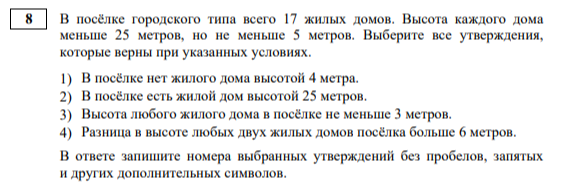 8
В посёлке городского типа всего 17 жилых домов. Высота каждого дома
меньше 25 метров, но не меньше 5 метров. Выберите все утверждения,
которые верны при указанных условиях.
1) В посёлке нет жилого дома высотой 4 метра.
2) В посёлке есть жилой дом высотой 25 метров.
3) Высота любого жилого дома в посёлке не меньше 3 метров.
4) Разница в высоте любых двух жилых домов посёлка больше 6 метров.
В ответе запишите номера выбранных утверждений без пробелов, запятых
и других дополнительных символов.